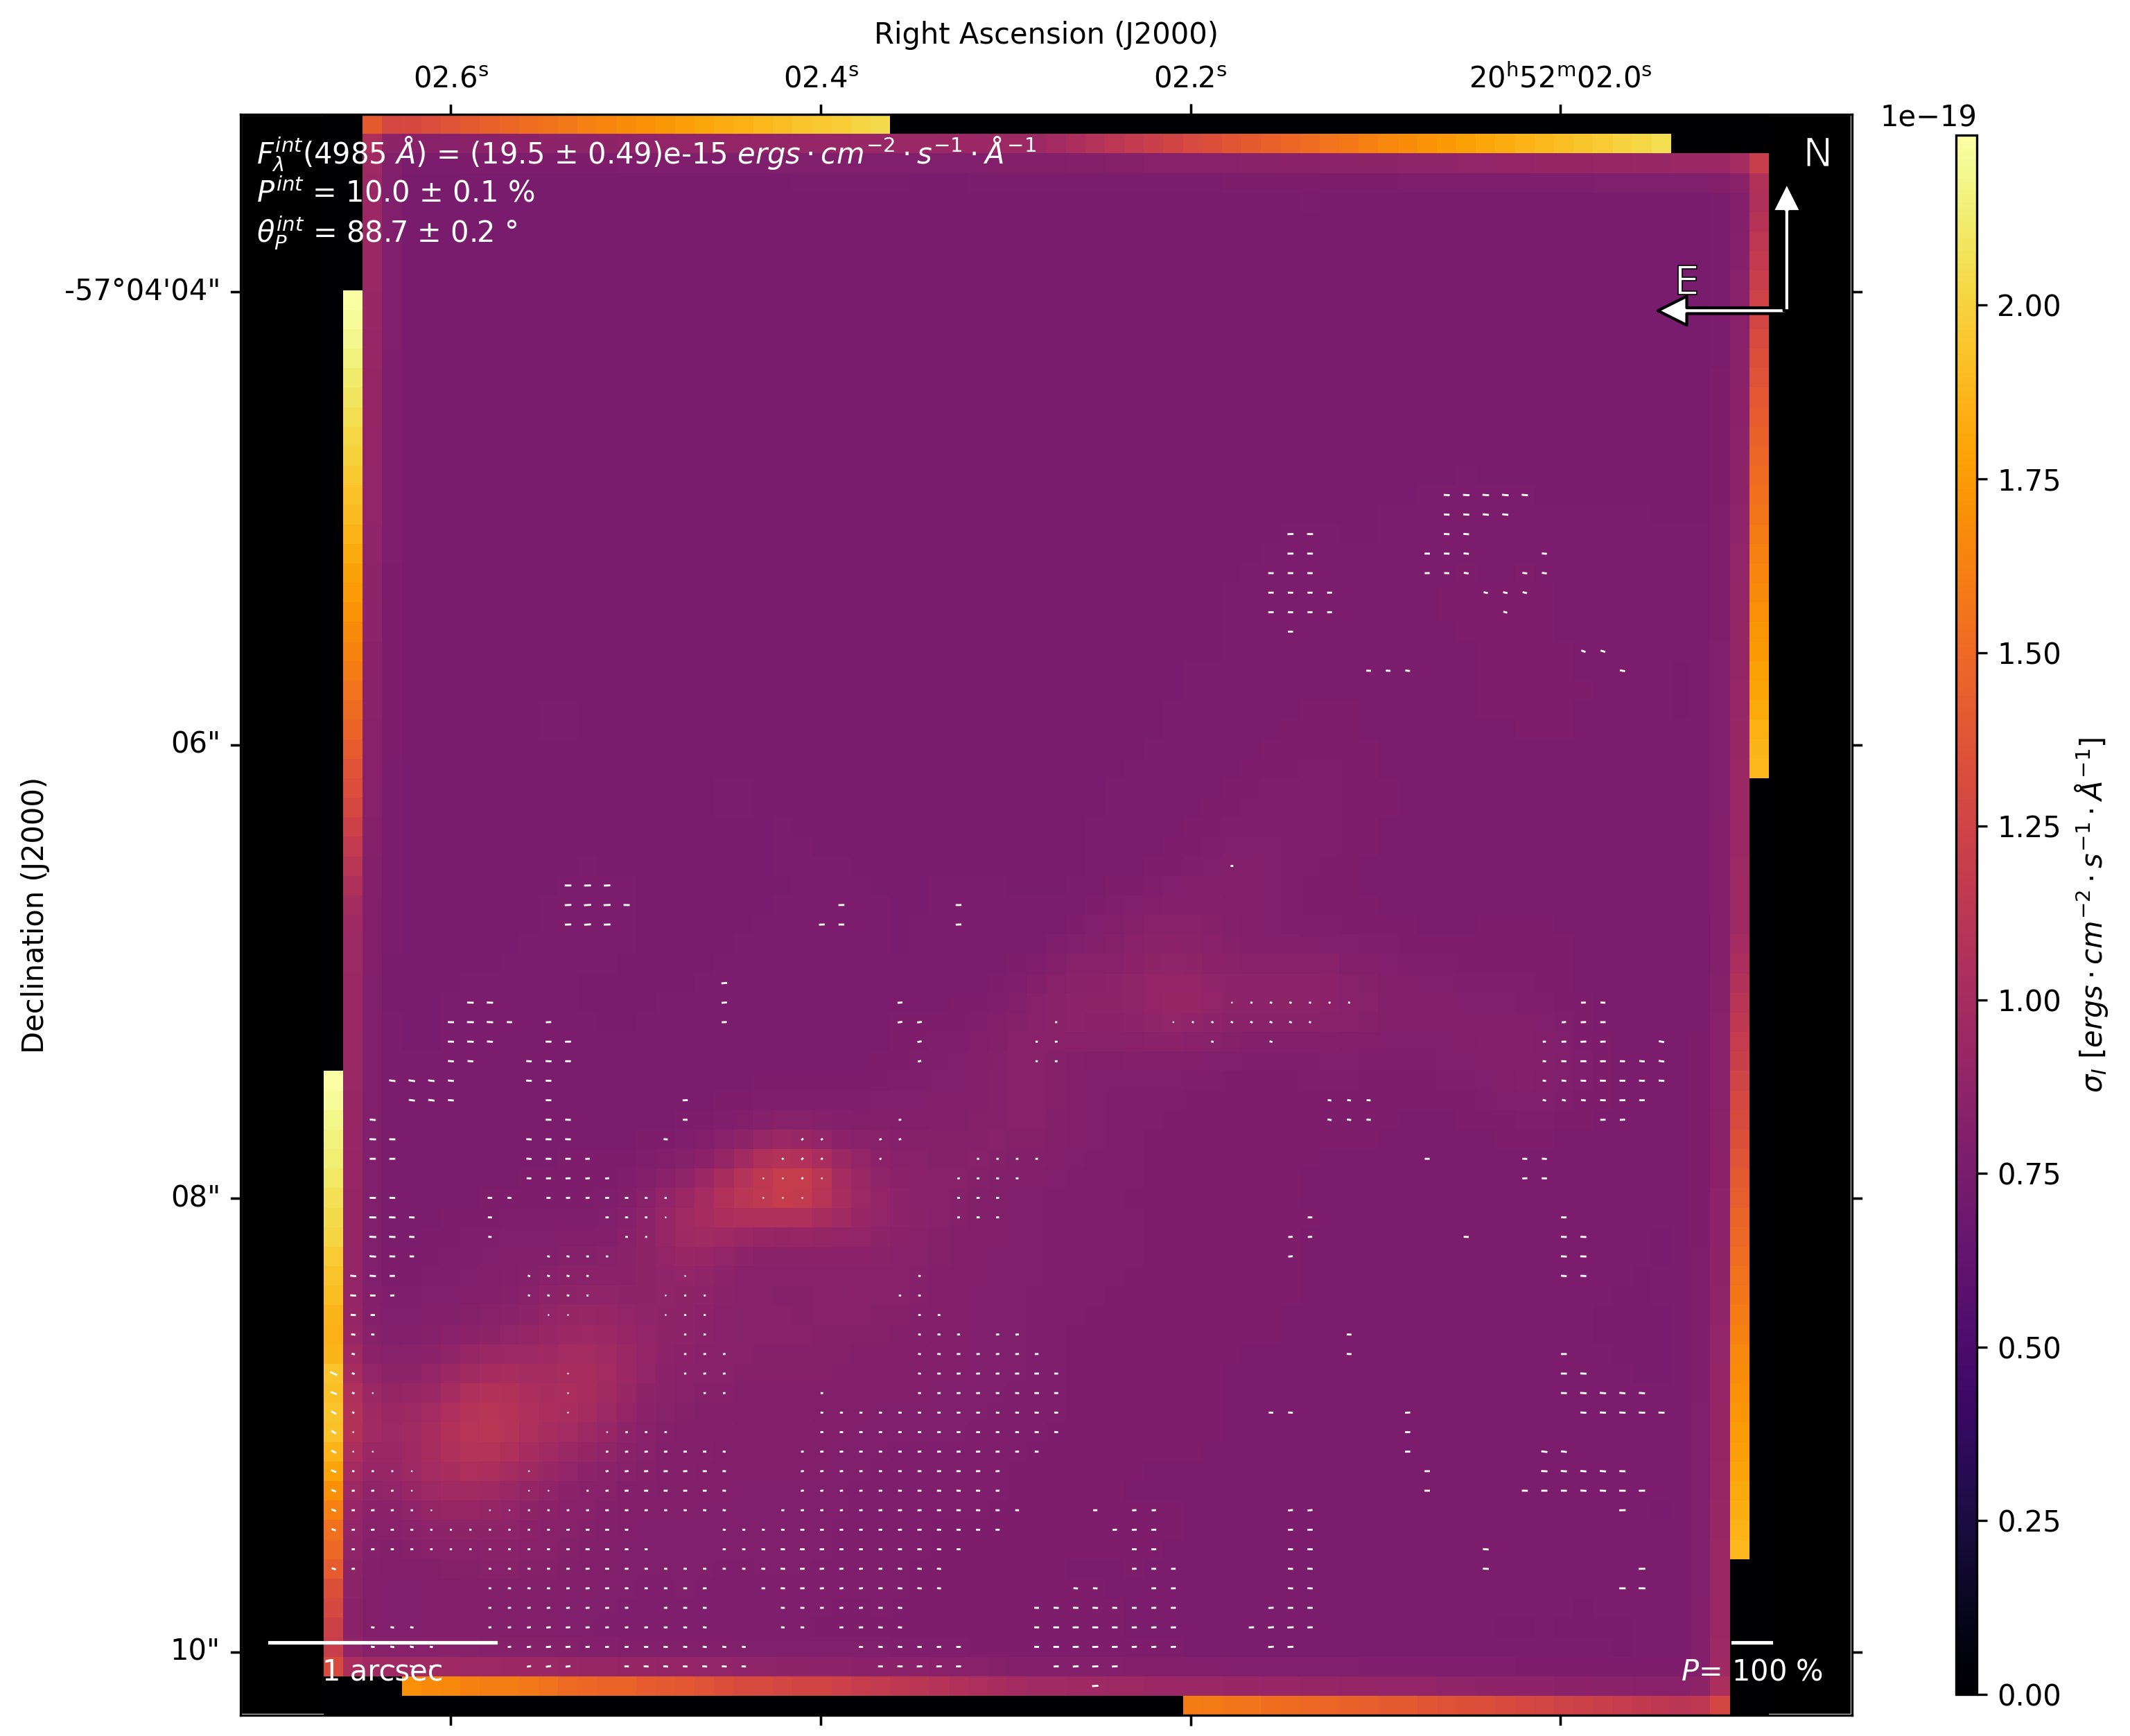 Right Ascension (J2000)
02.6ˢ 02.4ˢ 02.2ˢ 20ʰ52ᵐ02.0ˢ
1e−19
F_λ^int(4985 Å) = (19.5 ± 0.49)e-15 ergs · cm⁻² · s⁻¹ · Å⁻¹
P^int = 10.0 ± 0.1 %
θ_P^int = 88.7 ± 0.2 °
N
E
-57°04'04"
06"
08"
10"
Declination (J2000)
1 arcsec
P= 100 %
2.00
1.75
1.50
1.25
1.00
0.75
0.50
0.25
0.00
σ_I [ergs · cm⁻² · s⁻¹ · Å⁻¹]